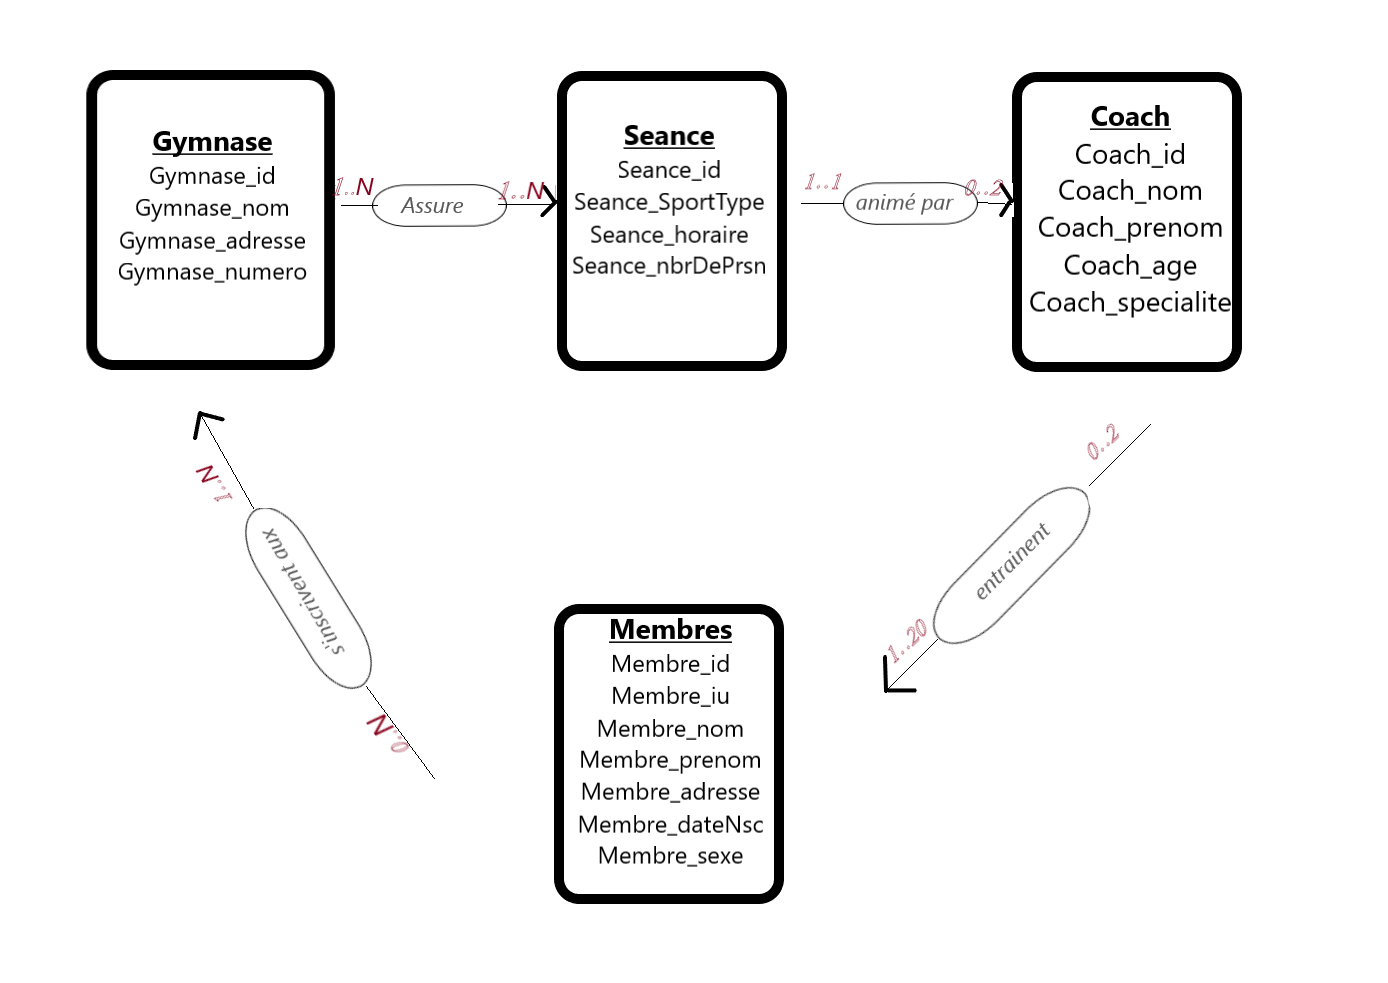 Gymnase
Gymnase_id
Gymnase_nom
Gymnase_adresse
Gymnase_numero
1..N
Assure
1..N
Seance
Seance_id
Seance_SportType
Seance_horaire
Seance_nbrDePrsn
1..1
animé par
0..2
Coach
Coach_id
Coach_nom
Coach_prenom
Coach_age
Coach_specialite
1..N
s'inscrivent aux
0..N
0..2
entrainent
1..20
Membres
Membre_id
Membre_iu
Membre_nom
Membre_prenom
Membre_adresse
Membre_dateNsc
Membre_sexe